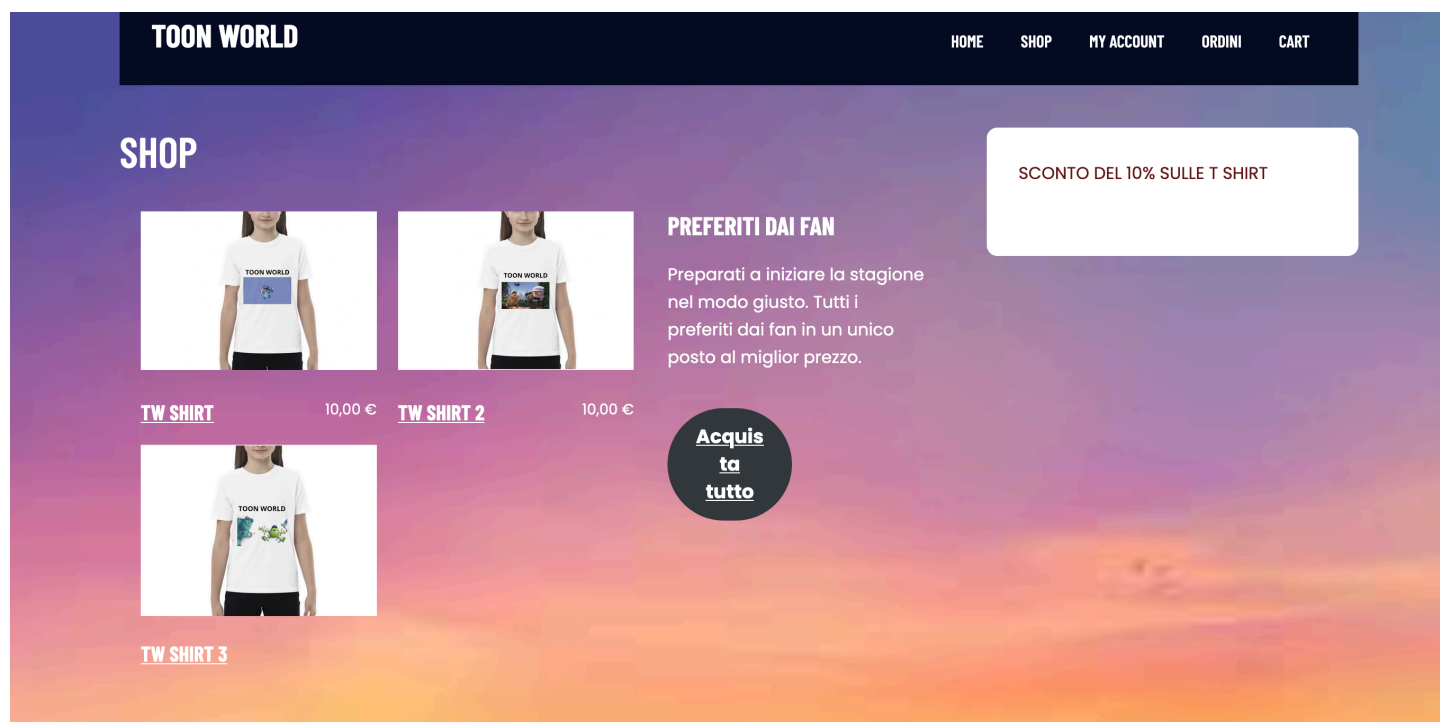 TOON WORLD
HOME SHOP MY ACCOUNT ORDINI CART
SHOP
SCONTO DEL 10% SULLE T SHIRT
TOON WORLD
TOON WORLD
TW SHIRT 10,00 €
TW SHIRT 2 10,00 €
TOON WORLD
TW SHIRT 3
PREFERITI DAI FAN
Preparati a iniziare la stagione
nel modo giusto. Tutti i
preferiti dai fan in un unico
posto al miglior prezzo.
Acquis
ta
tutto